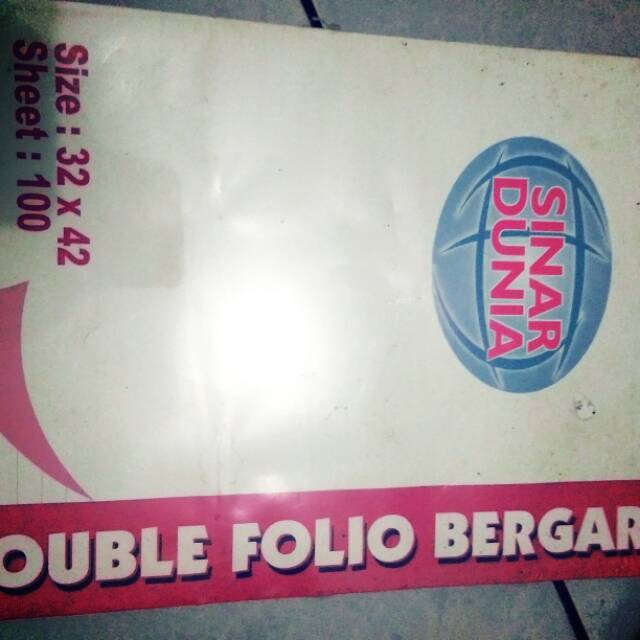 Size : 32 x 42
Sheet : 100
SINAR
DUNIA
OUBLE FOLIO BERGAR